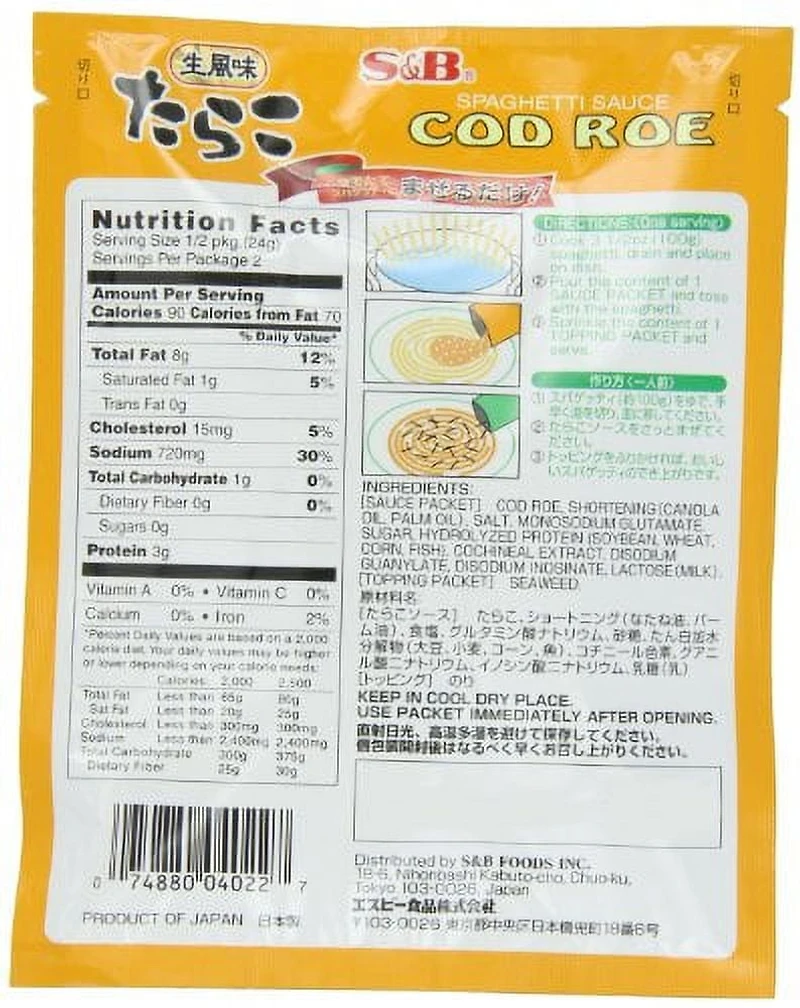 切り口
生風味
たらこ
S&B®
SPAGHETTI SAUCE
COD ROE
切り口
まぜるだけ!
Nutrition Facts
Serving Size 1/2 pkg (24g)
Servings Per Package 2
Amount Per Serving
Calories 90 Calories from Fat 70
% Daily Value*
Total Fat 8g 12%
Saturated Fat 1g 5%
Trans Fat 0g
Cholesterol 15mg 5%
Sodium 720mg 30%
Total Carbohydrate 1g 0%
Dietary Fiber 0g 0%
Sugars 0g
Protein 3g
Vitamin A 0% • Vitamin C 0%
Calcium 0% • Iron 2%
*Percent Daily Values are based on a 2,000
calorie diet. Your daily values may be higher
or lower depending on your calorie needs:
Calories: 2,000 2,500
Total Fat Less than 65g 80g
Sat Fat Less than 20g 25g
Cholesterol Less than 300mg 300mg
Sodium Less than 2,400mg 2,400mg
Total Carbohydrate 300g 375g
Dietary Fiber 25g 30g
0 74880 04022 7
PRODUCT OF JAPAN 日本製
DIRECTIONS (One serving)
① Cook 3 1/2oz (100g)
spaghetti, drain and place
on dish.
② Pour the content of 1
SAUCE PACKET and toss
with the spaghetti.
③ Sprinkle the content of 1
TOPPING PACKET and
serve.
作り方〈一人前〉
① スパゲッティ(約100g)をゆで、手
早く湯を切り、皿に移してください。
② たらこソースをさっとまぜてく
ださい。
③ トッピングをふりかければ、おいし
いスパゲッティのでき上がりです。
INGREDIENTS:
[SAUCE PACKET] COD ROE, SHORTENING (CANOLA
OIL, PALM OIL), SALT, MONOSODIUM GLUTAMATE,
SUGAR, HYDROLYZED PROTEIN (SOYBEAN, WHEAT,
CORN, FISH), COCHINEAL EXTRACT, DISODIUM
GUANYLATE, DISODIUM INOSINATE, LACTOSE (MILK).
[TOPPING PACKET] SEAWEED.
原材料名
[たらこソース] たらこ、ショートニング(なたね油、パー
ム油)、食塩、グルタミン酸ナトリウム、砂糖、たん白加水
分解物(大豆、小麦、コーン、魚)、コチニール色素、グアニ
ル酸二ナトリウム、イノシン酸二ナトリウム、乳糖(乳)
[トッピング] のり
KEEP IN COOL DRY PLACE.
USE PACKET IMMEDIATELY AFTER OPENING.
直射日光、高温多湿を避けて保存してください。
個包装開封後はなるべく早くお召し上がりください。
Distributed by S&B FOODS INC.
18-6, Nihonbashi Kabuto-cho, Chuo-ku,
Tokyo 103-0026, Japan
エスビー食品株式会社
〒103-0026 東京都中央区日本橋兜町18番6号